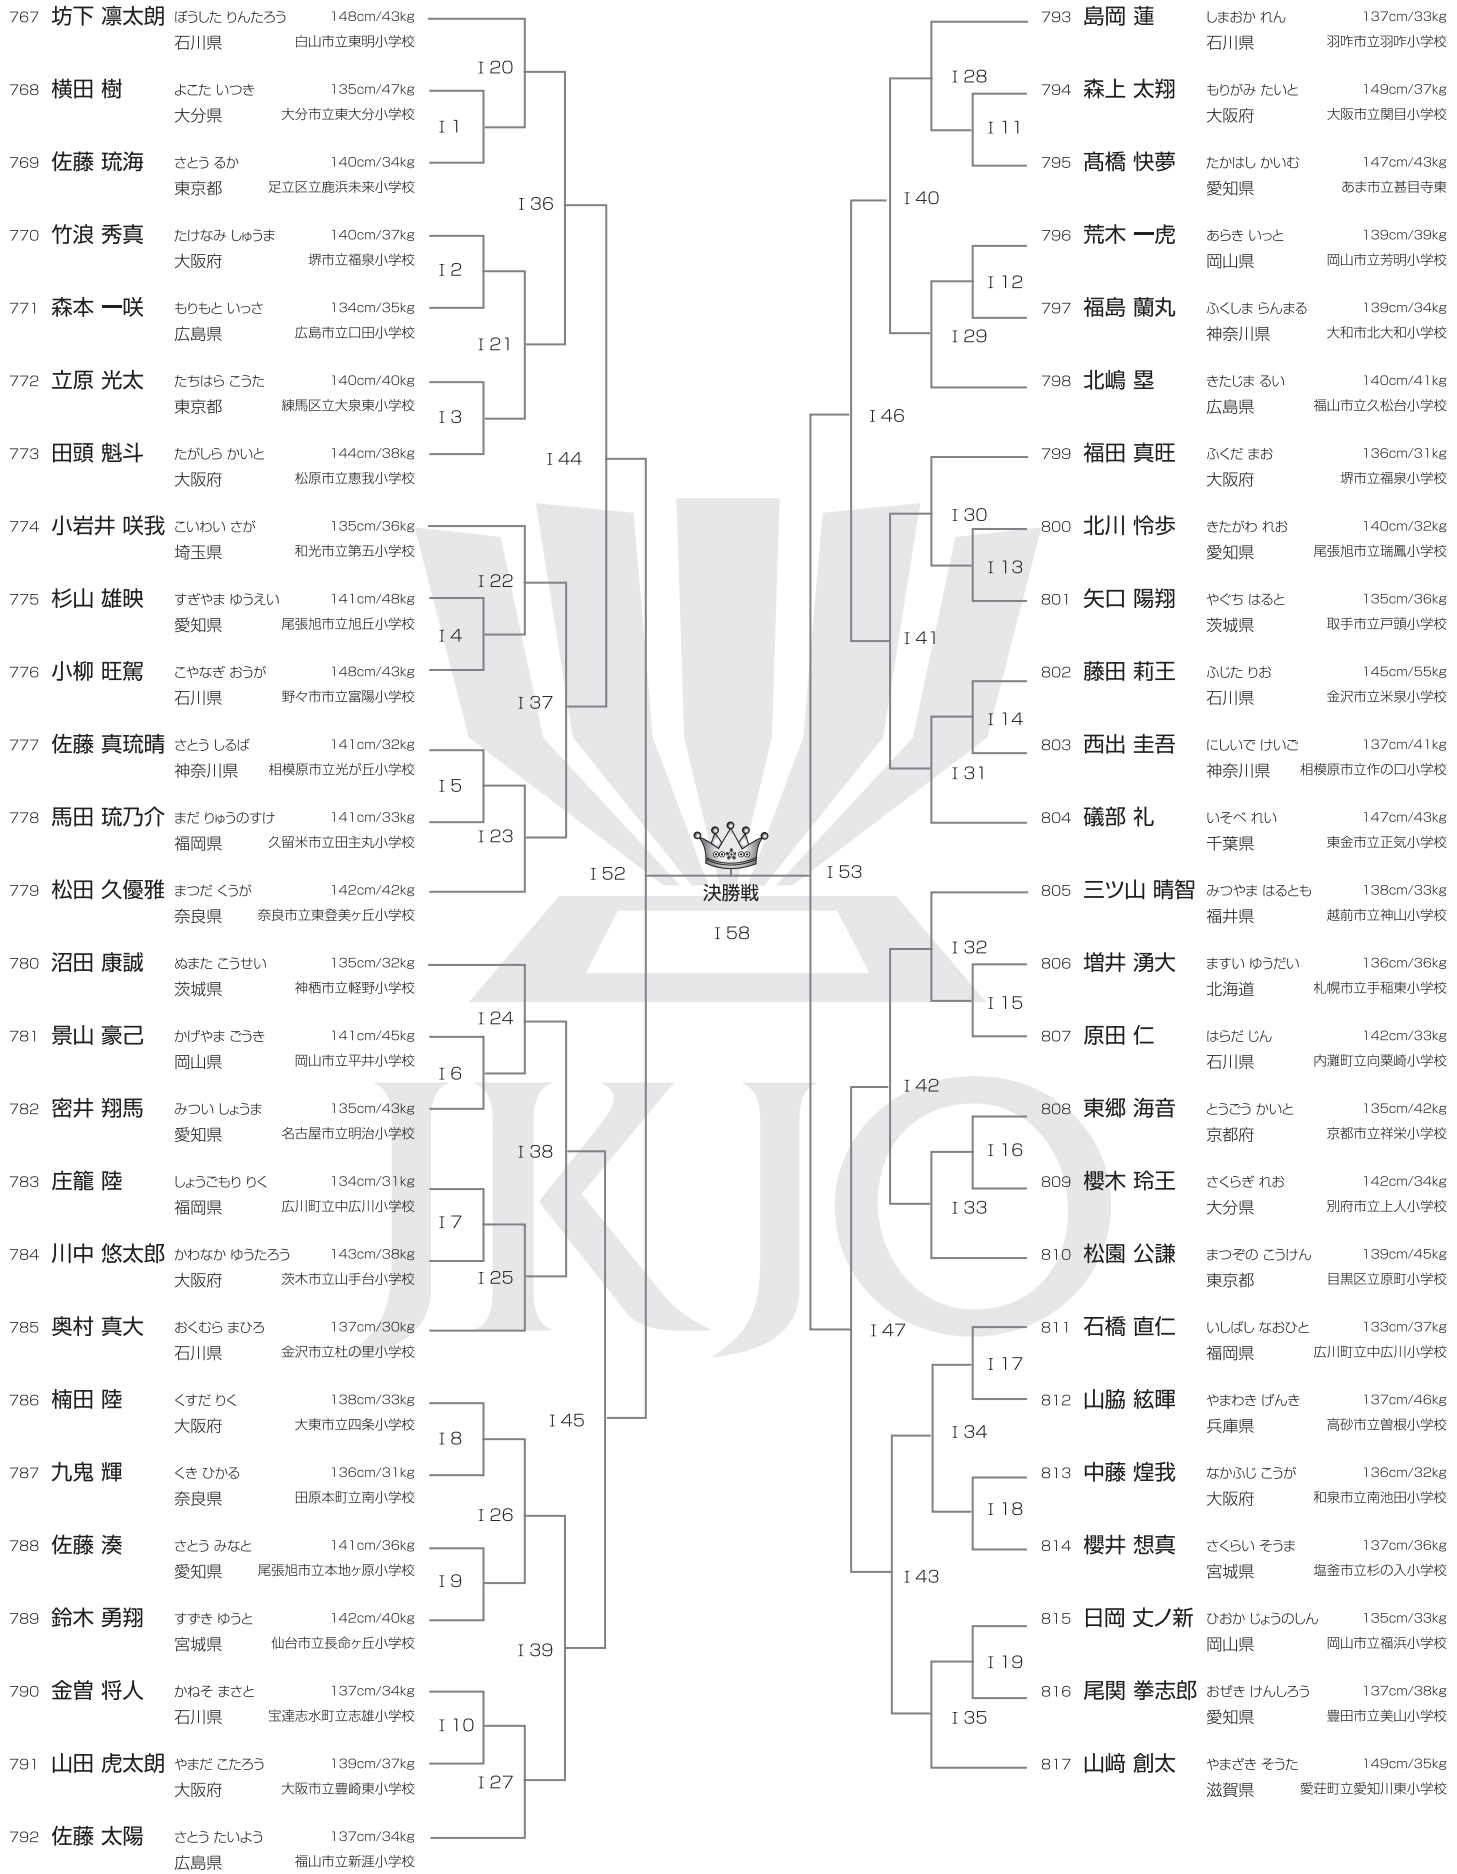 767 坊下 凛太朗 ぼうした りんたろう 148cm/43kg
石川県 白山市立東明小学校
I 20
768 横田 樹 よこた いつき 135cm/47kg
大分県 大分市立東大分小学校
I 1
769 佐藤 琉海 さとう るか 140cm/34kg
東京都 足立区立鹿浜未来小学校
I 36
770 竹浪 秀真 たけなみ しゅうま 140cm/37kg
大阪府 堺市立福泉小学校
I 2
771 森本 一咲 もりもと いっさ 134cm/35kg
広島県 広島市立口田小学校
I 21
772 立原 光太 たちはら こうた 140cm/40kg
東京都 練馬区立大泉東小学校
I 3
773 田頭 魁斗 たがしら かいと 144cm/38kg
大阪府 松原市立恵我小学校
I 44
774 小岩井 咲我 こいわい さが 135cm/36kg
埼玉県 和光市立第五小学校
I 22
775 杉山 雄映 すぎやま ゆうえい 141cm/48kg
愛知県 尾張旭市立旭丘小学校
I 4
776 小柳 旺駕 こやなぎ おうが 148cm/43kg
石川県 野々市市立富陽小学校
I 37
777 佐藤 真琉晴 さとう しるば 141cm/32kg
神奈川県 相模原市立光が丘小学校
I 5
778 馬田 琉乃介 まだ りゅうのすけ 141cm/33kg
福岡県 久留米市立田主丸小学校
I 23
779 松田 久優雅 まつだ くうが 142cm/42kg
奈良県 奈良市立東登美ヶ丘小学校
I 52
780 沼田 康誠 ぬまた こうせい 135cm/32kg
茨城県 神栖市立軽野小学校
I 24
781 景山 豪己 かげやま ごうき 141cm/45kg
岡山県 岡山市立平井小学校
I 6
782 密井 翔馬 みつい しょうま 135cm/43kg
愛知県 名古屋市立明治小学校
I 38
783 庄籠 陸 しょうごもり りく 134cm/31kg
福岡県 広川町立中広川小学校
I 7
784 川中 悠太郎 かわなか ゆうたろう 143cm/38kg
大阪府 茨木市立山手台小学校
I 25
785 奥村 真大 おくむら まひろ 137cm/30kg
石川県 金沢市立杜の里小学校
786 楠田 陸 くすだ りく 138cm/33kg
大阪府 大東市立四条小学校
I 45
I 8
787 九鬼 輝 くき ひかる 136cm/31kg
奈良県 田原本町立南小学校
I 26
788 佐藤 湊 さとう みなと 141cm/36kg
愛知県 尾張旭市立本地ヶ原小学校
I 9
789 鈴木 勇翔 すずき ゆうと 142cm/40kg
宮城県 仙台市立長命ヶ丘小学校
I 39
790 金曽 将人 かねそ まさと 137cm/34kg
石川県 宝達志水町立志雄小学校
I 10
791 山田 虎太朗 やまだ こたろう 139cm/37kg
大阪府 大阪市立豊崎東小学校
I 27
792 佐藤 太陽 さとう たいよう 137cm/34kg
広島県 福山市立新涯小学校
決勝戦
I 58
JKJO
793 島岡 蓮 しまおか れん 137cm/33kg
石川県 羽咋市立羽咋小学校
I 28
794 森上 太翔 もりがみ たいと 149cm/37kg
大阪府 大阪市立関目小学校
I 11
795 髙橋 快夢 たかはし かいむ 147cm/43kg
愛知県 あま市立甚目寺東
I 40
796 荒木 一虎 あらき いっと 139cm/39kg
岡山県 岡山市立芳明小学校
I 12
797 福島 蘭丸 ふくしま らんまる 139cm/34kg
神奈川県 大和市北大和小学校
I 29
798 北嶋 塁 きたじま るい 140cm/41kg
広島県 福山市立久松台小学校
I 46
799 福田 真旺 ふくだ まお 136cm/31kg
大阪府 堺市立福泉小学校
I 30
800 北川 怜歩 きたがわ れお 140cm/32kg
愛知県 尾張旭市立瑞鳳小学校
I 13
801 矢口 陽翔 やぐち はると 135cm/36kg
茨城県 取手市立戸頭小学校
I 41
802 藤田 莉王 ふじた りお 145cm/55kg
石川県 金沢市立米泉小学校
I 14
803 西出 圭吾 にしいで けいご 137cm/41kg
神奈川県 相模原市立作の口小学校
I 31
804 礒部 礼 いそべ れい 147cm/43kg
千葉県 東金市立正気小学校
I 53
805 三ツ山 晴智 みつやま はるとも 138cm/33kg
福井県 越前市立神山小学校
I 32
806 増井 湧大 ますい ゆうだい 136cm/36kg
北海道 札幌市立手稲東小学校
I 15
807 原田 仁 はらだ じん 142cm/33kg
石川県 内灘町立向粟崎小学校
I 42
808 東郷 海音 とうごう かいと 135cm/42kg
京都府 京都市立祥栄小学校
I 16
809 櫻木 玲王 さくらぎ れお 142cm/34kg
大分県 別府市立上人小学校
I 33
810 松園 公謙 まつぞの こうけん 139cm/45kg
東京都 目黒区立原町小学校
I 47
811 石橋 直仁 いしばし なおひと 133cm/37kg
福岡県 広川町立中広川小学校
I 17
812 山脇 絃暉 やまわき げんき 137cm/46kg
兵庫県 高砂市立曽根小学校
I 34
813 中藤 煌我 なかふじ こうが 136cm/32kg
大阪府 和泉市立南池田小学校
I 18
814 櫻井 想真 さくらい そうま 137cm/36kg
宮城県 塩釜市立杉の入小学校
I 43
815 日岡 丈ノ新 ひおか じょうのしん 135cm/33kg
岡山県 岡山市立福浜小学校
I 19
816 尾関 拳志郎 おぜき けんしろう 137cm/38kg
愛知県 豊田市立美山小学校
I 35
817 山﨑 創太 やまざき そうた 149cm/35kg
滋賀県 愛荘町立愛知川東小学校